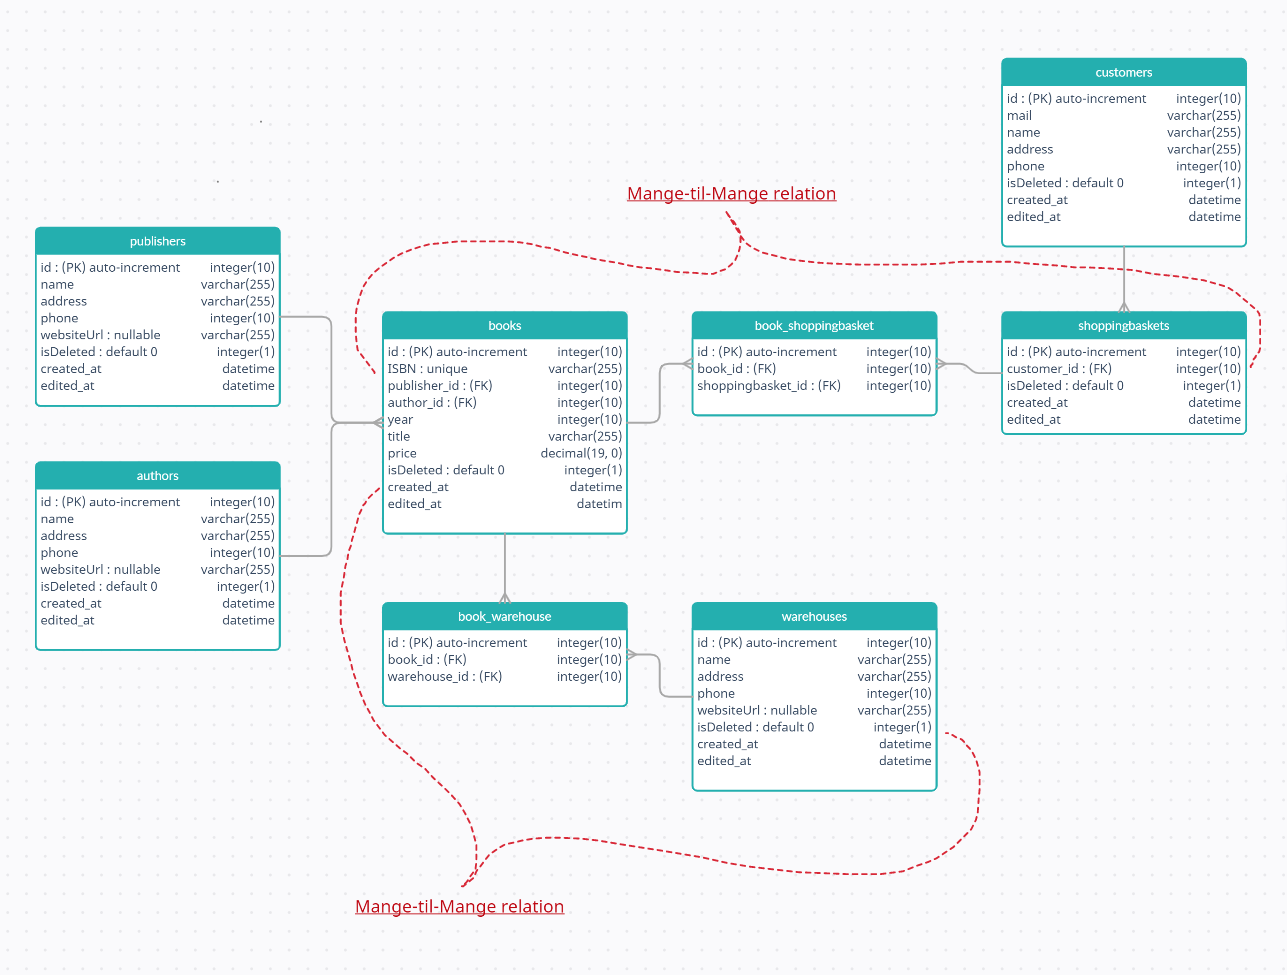 customers
id : (PK) auto-increment integer(10)
mail varchar(255)
name varchar(255)
address varchar(255)
phone integer(10)
isDeleted : default 0 integer(1)
created_at datetime
edited_at datetime
Mange-til-Mange relation
publishers
id : (PK) auto-increment integer(10)
name varchar(255)
address varchar(255)
phone integer(10)
websiteUrl : nullable varchar(255)
isDeleted : default 0 integer(1)
created_at datetime
edited_at datetime
books
id : (PK) auto-increment integer(10)
ISBN : unique varchar(255)
publisher_id : (FK) integer(10)
author_id : (FK) integer(10)
year integer(10)
title varchar(255)
price decimal(19, 0)
isDeleted : default 0 integer(1)
created_at datetime
edited_at datetim
book_shoppingbasket
id : (PK) auto-increment integer(10)
book_id : (FK) integer(10)
shoppingbasket_id : (FK) integer(10)
shoppingbaskets
id : (PK) auto-increment integer(10)
customer_id : (FK) integer(10)
isDeleted : default 0 integer(1)
created_at datetime
edited_at datetime
authors
id : (PK) auto-increment integer(10)
name varchar(255)
address varchar(255)
phone integer(10)
websiteUrl : nullable varchar(255)
isDeleted : default 0 integer(1)
created_at datetime
edited_at datetime
book_warehouse
id : (PK) auto-increment integer(10)
book_id : (FK) integer(10)
warehouse_id : (FK) integer(10)
warehouses
id : (PK) auto-increment integer(10)
name varchar(255)
address varchar(255)
phone integer(10)
websiteUrl : nullable varchar(255)
isDeleted : default 0 integer(1)
created_at datetime
edited_at datetime
Mange-til-Mange relation